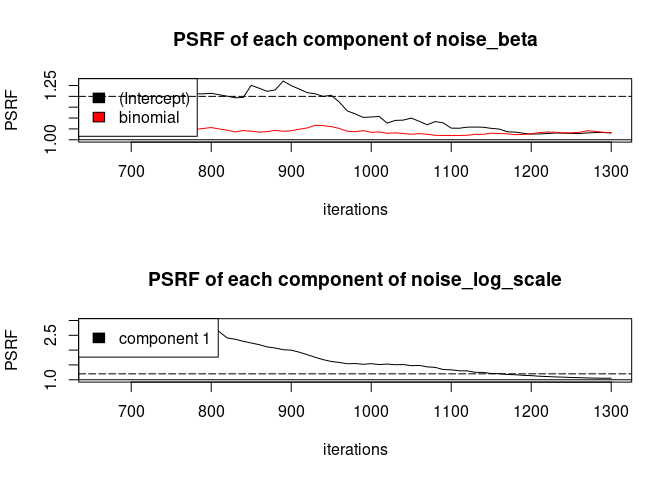 PSRF of each component of noise_beta
PSRF
1.00 1.25
(Intercept)
binomial
700 800 900 1000 1100 1200 1300
iterations
PSRF of each component of noise_log_scale
PSRF
1.0 2.5
component 1
700 800 900 1000 1100 1200 1300
iterations